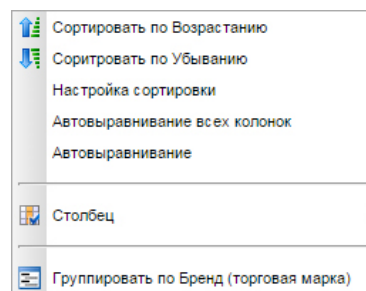 Сортировать по Возрастанию
Соритровать по Убыванию
Настройка сортировки
Автовыравнивание всех колонок
Автовыравнивание
Столбец
Группировать по Бренд (торговая марка)